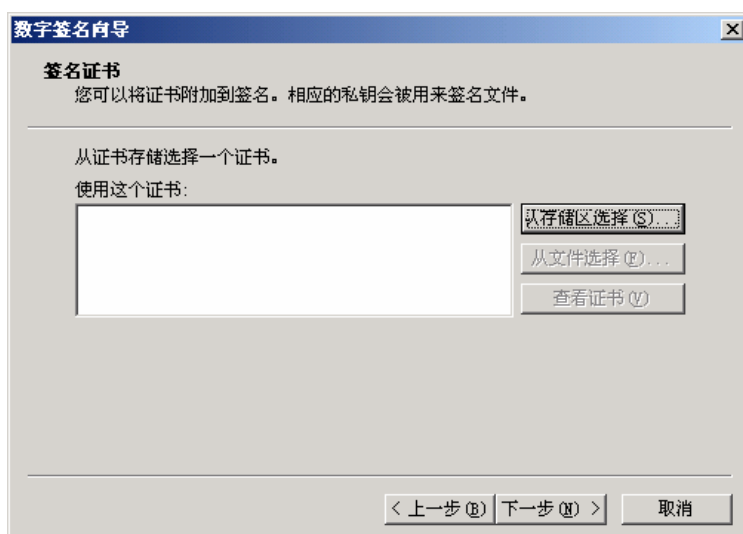 数字签名向导
签名证书
您可以将证书附加到签名。相应的私钥会被用来签名文件。
从证书存储选择一个证书。
使用这个证书:
从存储区选择(S)...
从文件选择(F)...
查看证书(V)
< 上一步(B)
下一步(N) >
取消